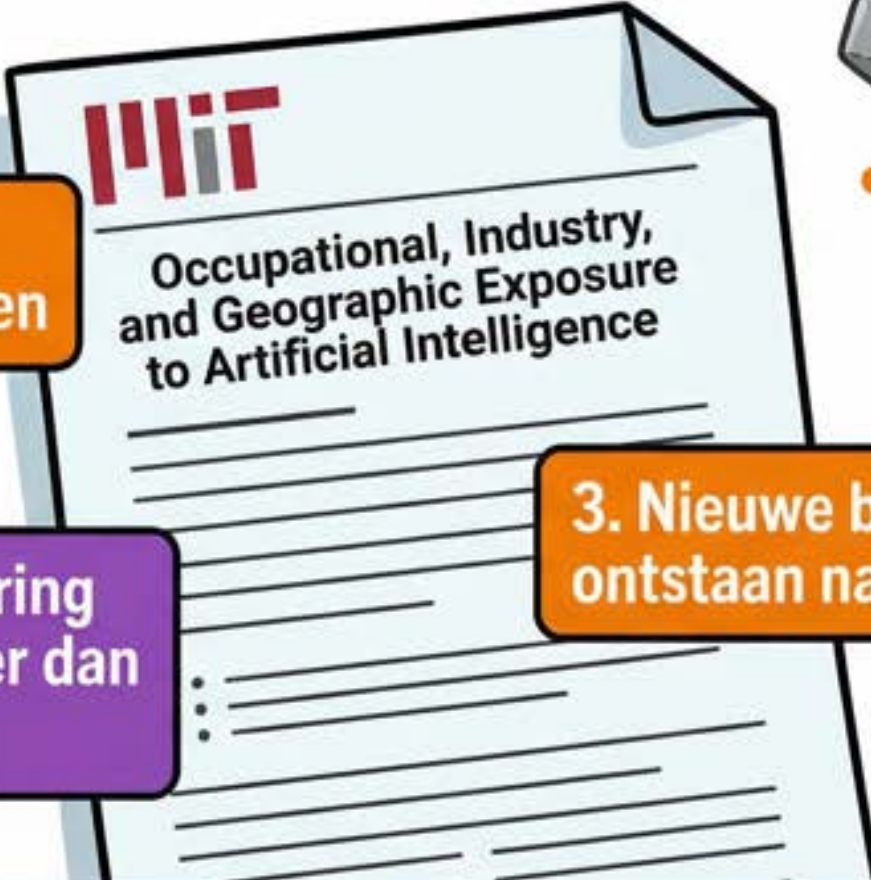 MIT
Occupational, Industry,
and Geographic Exposure
to Artificial Intelligence
en
3. Nieuwe b
ontstaan na
ring
er dan